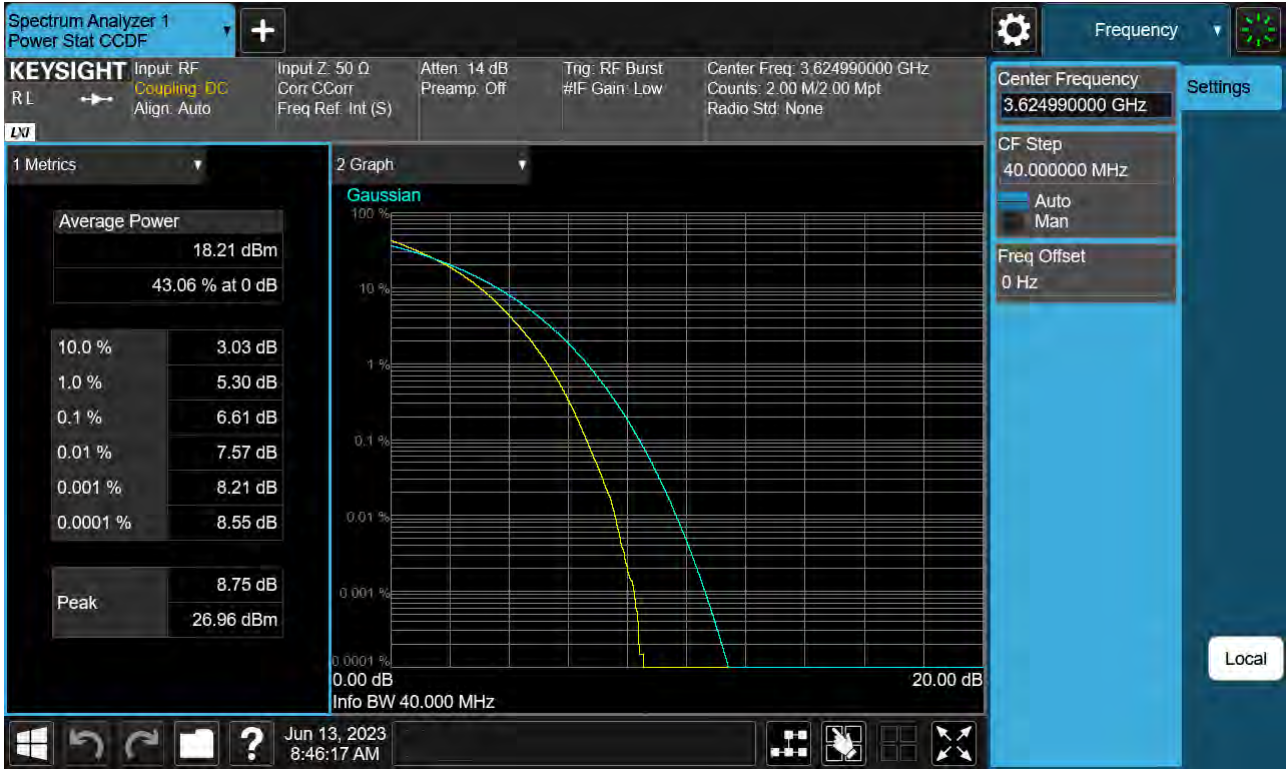 Spectrum Analyzer 1
Power Stat CCDF
+
Frequency
KEYSIGHT
R L
LXI
Input: RF
Coupling: DC
Align: Auto
Input Z: 50 Ω
Corr CCorr
Freq Ref: Int (S)
Atten: 14 dB
Preamp: Off
Trig: RF Burst
#IF Gain: Low
Center Freq: 3.624990000 GHz
Counts: 2.00 M/2.00 Mpt
Radio Std: None
Center Frequency
3.624990000 GHz
Settings
CF Step
40.000000 MHz
Auto
Man
Freq Offset
0 Hz
Local
1 Metrics
Average Power
18.21 dBm
43.06 % at 0 dB
10.0 % 3.03 dB
1.0 % 5.30 dB
0.1 % 6.61 dB
0.01 % 7.57 dB
0.001 % 8.21 dB
0.0001 % 8.55 dB
Peak
8.75 dB
26.96 dBm
2 Graph
Gaussian
100 %
10 %
1 %
0.1 %
0.01 %
0.001 %
0.0001 %
0.00 dB 20.00 dB
Info BW 40.000 MHz
?
Jun 13, 2023
8:46:17 AM